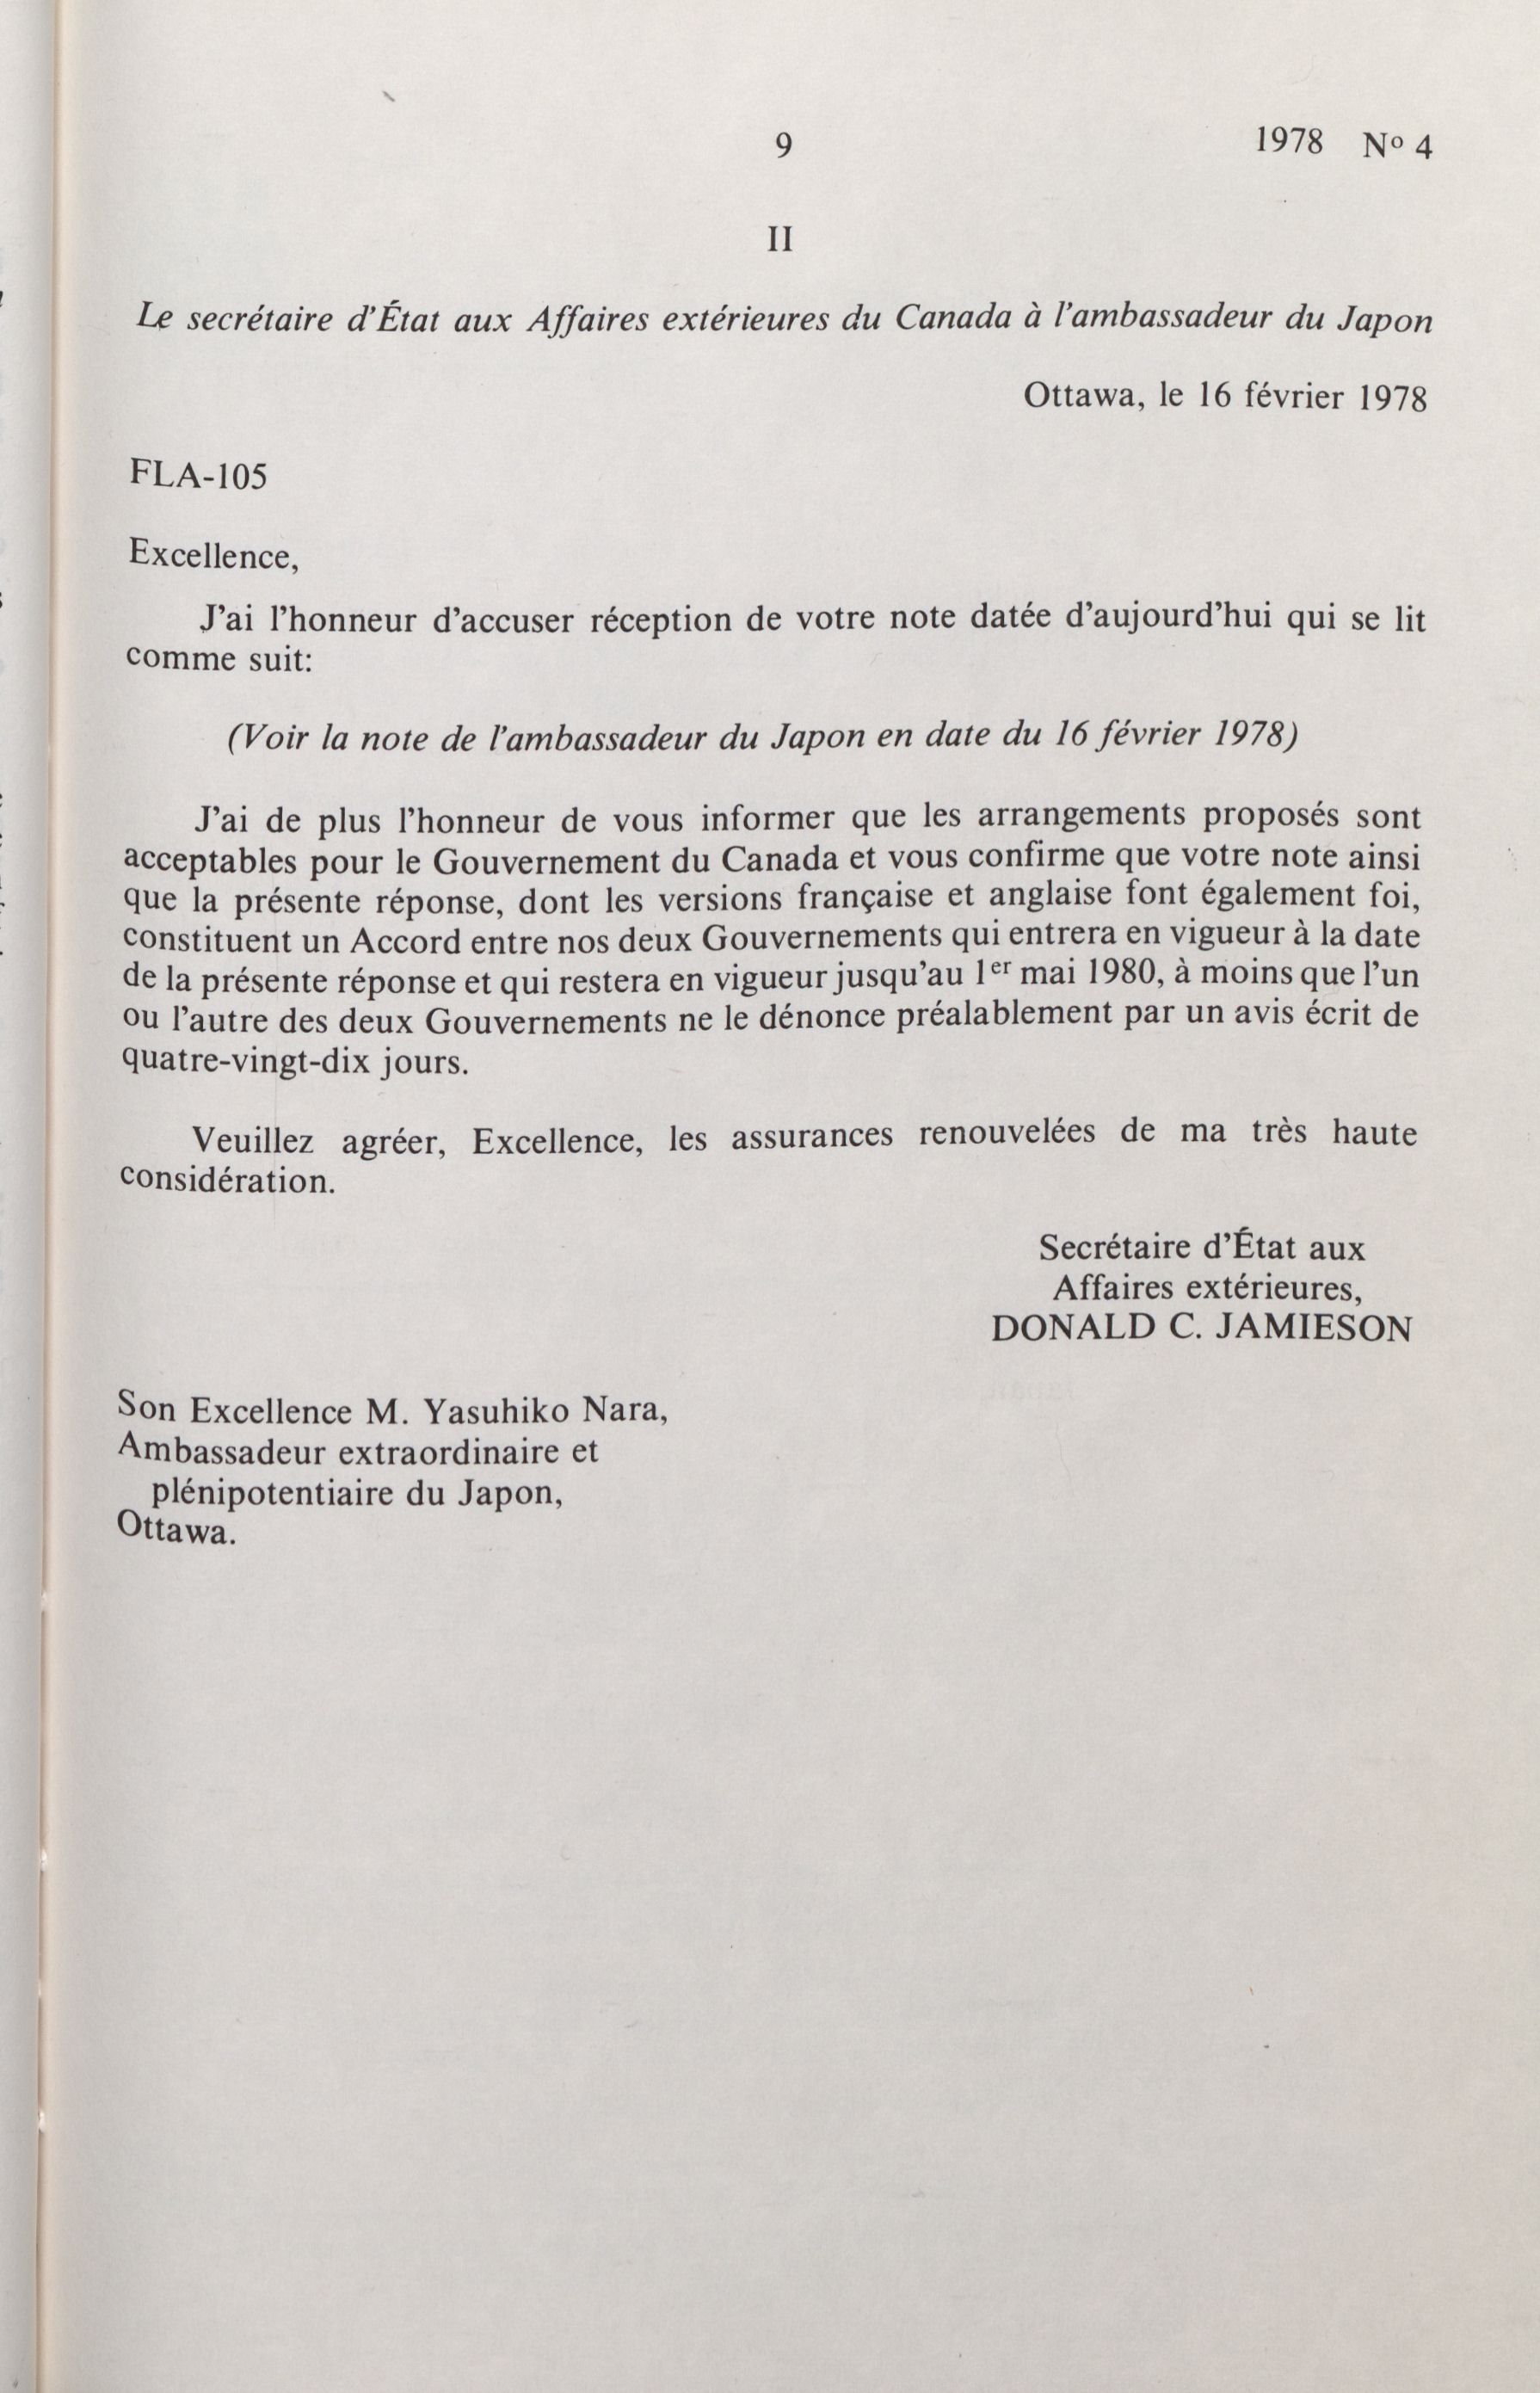 9
1978 Nº 4
II
Le secrétaire d'État aux Affaires extérieures du Canada à l'ambassadeur du Japon
Ottawa, le 16 février 1978
FLA-105
Excellence,
J'ai l'honneur d'accuser réception de votre note datée d'aujourd'hui qui se lit
comme suit:
(Voir la note de l'ambassadeur du Japon en date du 16 février 1978)
J'ai de plus l'honneur de vous informer que les arrangements proposés sont
acceptables pour le Gouvernement du Canada et vous confirme que votre note ainsi
que la présente réponse, dont les versions française et anglaise font également foi,
constituent un Accord entre nos deux Gouvernements qui entrera en vigueur à la date
de la présente réponse et qui restera en vigueur jusqu'au 1er mai 1980, à moins que l'un
ou l'autre des deux Gouvernements ne le dénonce préalablement par un avis écrit de
quatre-vingt-dix jours.
Veuillez agréer, Excellence, les assurances renouvelées de ma très haute
considération.
Secrétaire d'État aux
Affaires extérieures,
DONALD C. JAMIESON
Son Excellence M. Yasuhiko Nara,
Ambassadeur extraordinaire et
plénipotentiaire du Japon,
Ottawa.